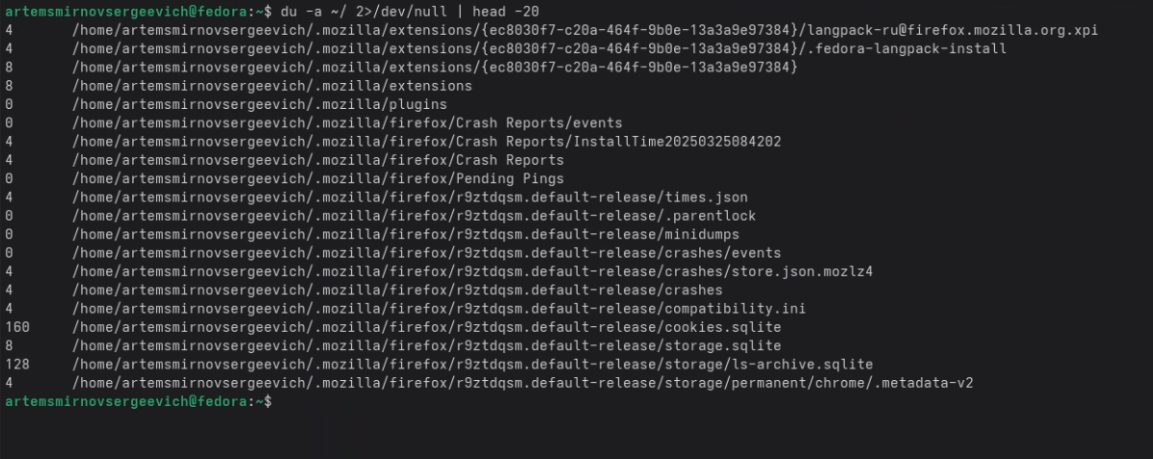 artemsmirnovsergeevich@fedora:~$ du -a ~/ 2>/dev/null | head -20
4 /home/artemsmirnovsergeevich/.mozilla/extensions/{ec8030f7-c20a-464f-9b0e-13a3a9e97384}/langpack-ru@firefox.mozilla.org.xpi
4 /home/artemsmirnovsergeevich/.mozilla/extensions/{ec8030f7-c20a-464f-9b0e-13a3a9e97384}/.fedora-langpack-install
8 /home/artemsmirnovsergeevich/.mozilla/extensions/{ec8030f7-c20a-464f-9b0e-13a3a9e97384}
8 /home/artemsmirnovsergeevich/.mozilla/extensions
0 /home/artemsmirnovsergeevich/.mozilla/plugins
0 /home/artemsmirnovsergeevich/.mozilla/firefox/Crash Reports/events
4 /home/artemsmirnovsergeevich/.mozilla/firefox/Crash Reports/InstallTime20250325084202
4 /home/artemsmirnovsergeevich/.mozilla/firefox/Crash Reports
0 /home/artemsmirnovsergeevich/.mozilla/firefox/Pending Pings
4 /home/artemsmirnovsergeevich/.mozilla/firefox/r9ztdqsm.default-release/times.json
0 /home/artemsmirnovsergeevich/.mozilla/firefox/r9ztdqsm.default-release/.parentlock
0 /home/artemsmirnovsergeevich/.mozilla/firefox/r9ztdqsm.default-release/minidumps
0 /home/artemsmirnovsergeevich/.mozilla/firefox/r9ztdqsm.default-release/crashes/events
4 /home/artemsmirnovsergeevich/.mozilla/firefox/r9ztdqsm.default-release/crashes/store.json.mozlz4
4 /home/artemsmirnovsergeevich/.mozilla/firefox/r9ztdqsm.default-release/crashes
4 /home/artemsmirnovsergeevich/.mozilla/firefox/r9ztdqsm.default-release/compatibility.ini
160 /home/artemsmirnovsergeevich/.mozilla/firefox/r9ztdqsm.default-release/cookies.sqlite
8 /home/artemsmirnovsergeevich/.mozilla/firefox/r9ztdqsm.default-release/storage.sqlite
128 /home/artemsmirnovsergeevich/.mozilla/firefox/r9ztdqsm.default-release/storage/ls-archive.sqlite
4 /home/artemsmirnovsergeevich/.mozilla/firefox/r9ztdqsm.default-release/storage/permanent/chrome/.metadata-v2
artemsmirnovsergeevich@fedora:~$